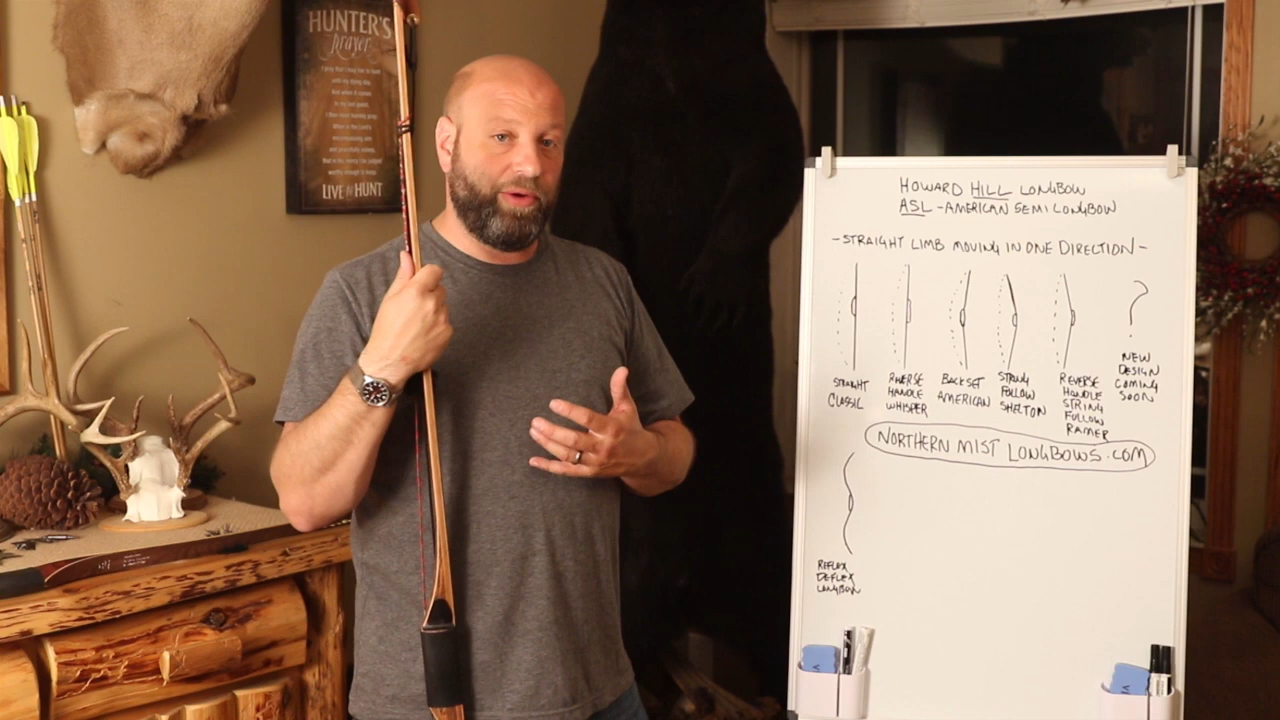 HUNTER'S
Prayer
LIVE to HUNT
HOWARD HILL LONGBOW
ASL - AMERICAN SEMI LONGBOW
- STRAIGHT LIMB MOVING IN ONE DIRECTION -
?
STRAIGHT
CLASSIC
REVERSE
HANDLE
WHISPER
BACKSET
AMERICAN
STRING
FOLLOW
SHELTON
REVERSE
HANDLE
STRING
FOLLOW
RAMER
NEW
DESIGN
COMING
SOON
NORTHERN MIST LONGBOWS.COM
REFLEX
DEFLEX
LONGBOW